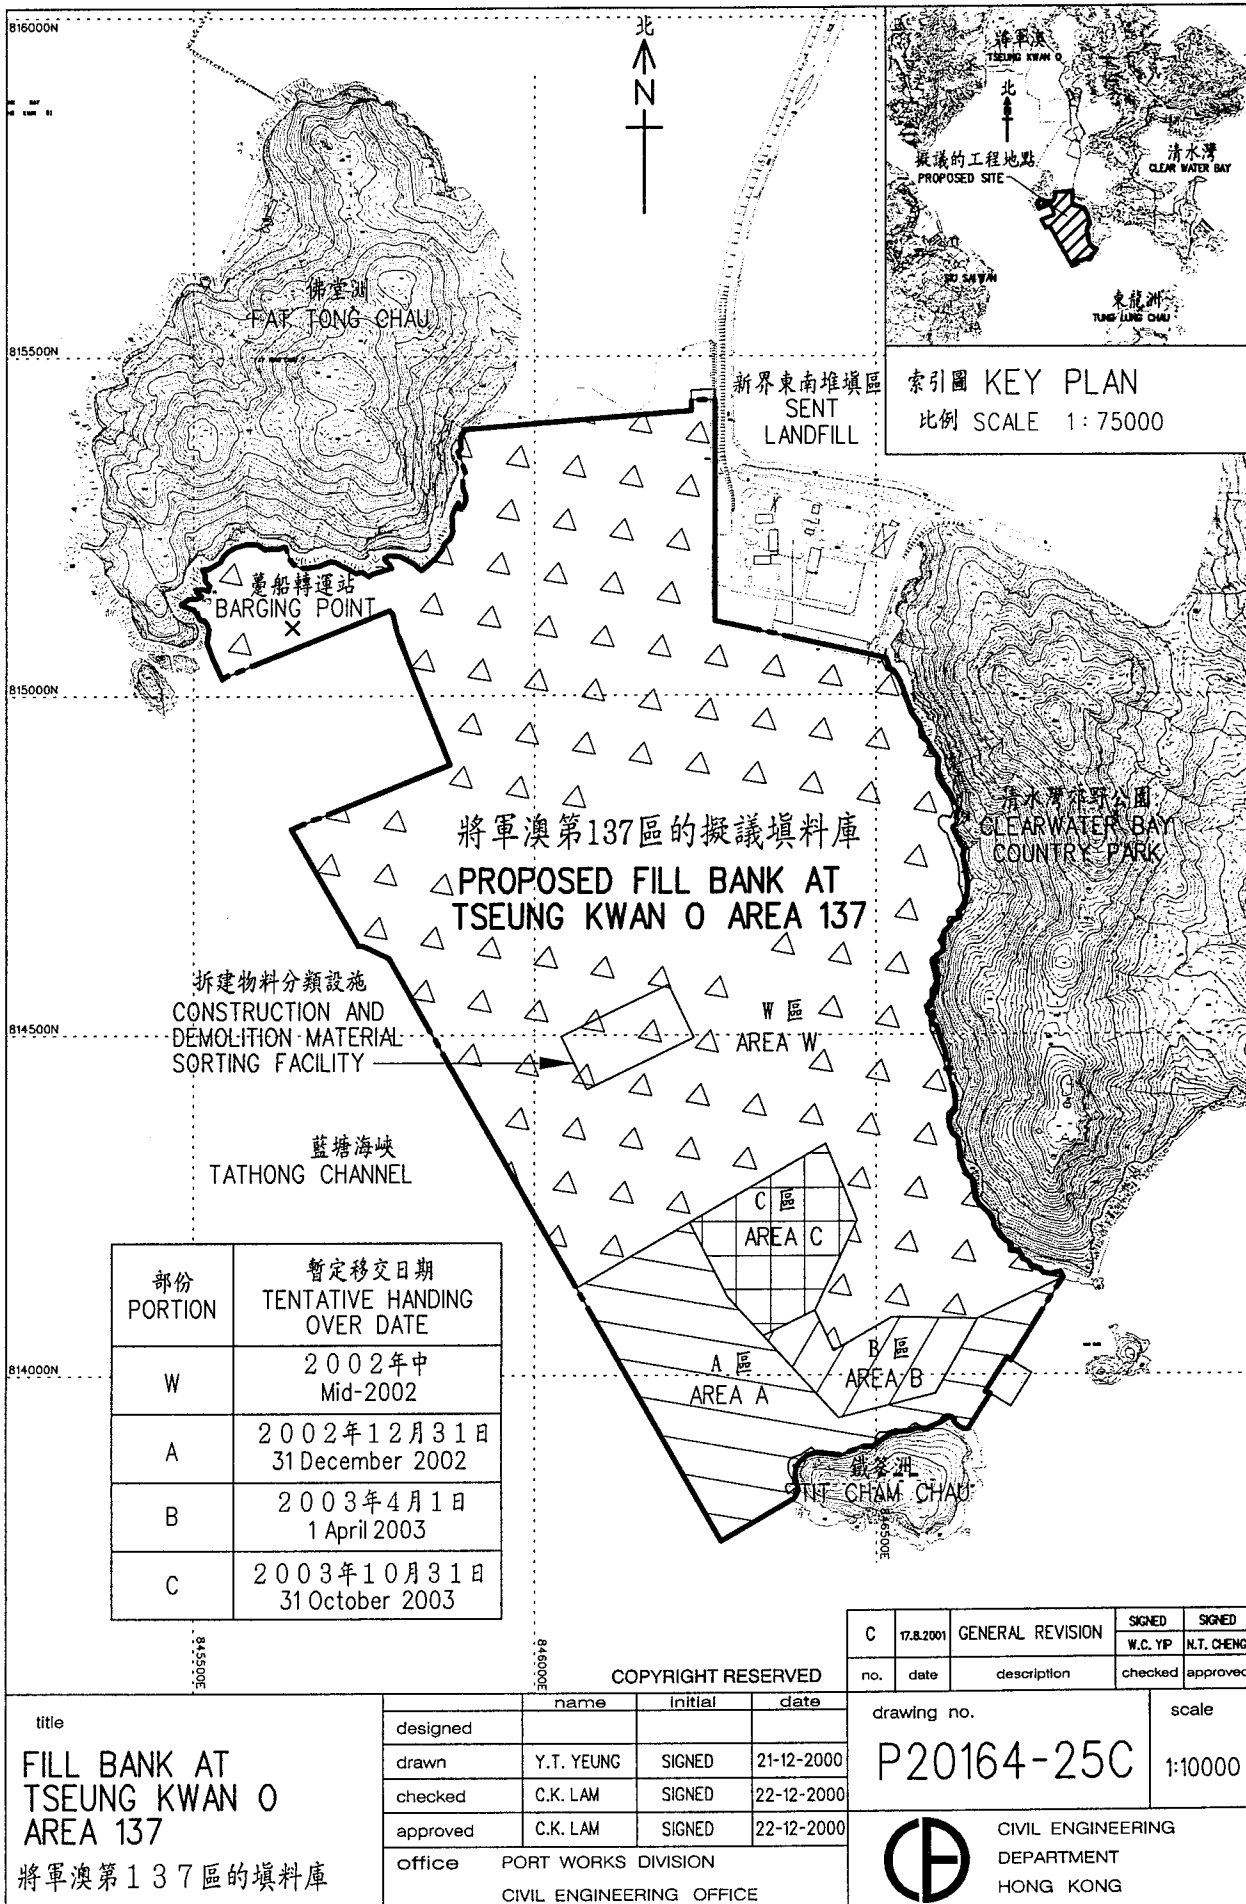 816000N
北
N
將軍澳
TSEUNG KWAN O
北
擬議的工程地點
PROPOSED SITE
清水灣
CLEAR WATER BAY
東龍洲
TUNG LUNG CHAU
索引圖 KEY PLAN
比例 SCALE 1:75000
佛堂洲
FAT TONG CHAU
815500N
新界東南堆填區
SENT
LANDFILL
躉船轉運站
BARGING POINT
815000N
清水灣郊野公園
CLEARWATER BAY
COUNTRY PARK
將軍澳第137區的擬議填料庫
PROPOSED FILL BANK AT
TSEUNG KWAN O AREA 137
拆建物料分類設施
CONSTRUCTION AND
DEMOLITION MATERIAL
SORTING FACILITY
814500N
W 區
AREA W
藍塘海峽
TATHONG CHANNEL
C 區
AREA C
部份
PORTION
暫定移交日期
TENTATIVE HANDING
OVER DATE
W
2002年中
Mid-2002
A
2002年12月31日
31 December 2002
B
2003年4月1日
1 April 2003
C
2003年10月31日
31 October 2003
814000N
A 區
AREA A
B 區
AREA B
CHAM CHAU
845500E
846000E
846500E
COPYRIGHT RESERVED
C 17.8.2001 GENERAL REVISION SIGNED SIGNED
W.C. YIP N.T. CHENG
no. date description checked approved
title
FILL BANK AT
TSEUNG KWAN O
AREA 137
將軍澳第137區的填料庫
name initial date
designed
drawn Y.T. YEUNG SIGNED 21-12-2000
checked C.K. LAM SIGNED 22-12-2000
approved C.K. LAM SIGNED 22-12-2000
office PORT WORKS DIVISION
CIVIL ENGINEERING OFFICE
drawing no.
P20164-25C
scale
1:10000
CIVIL ENGINEERING
DEPARTMENT
HONG KONG